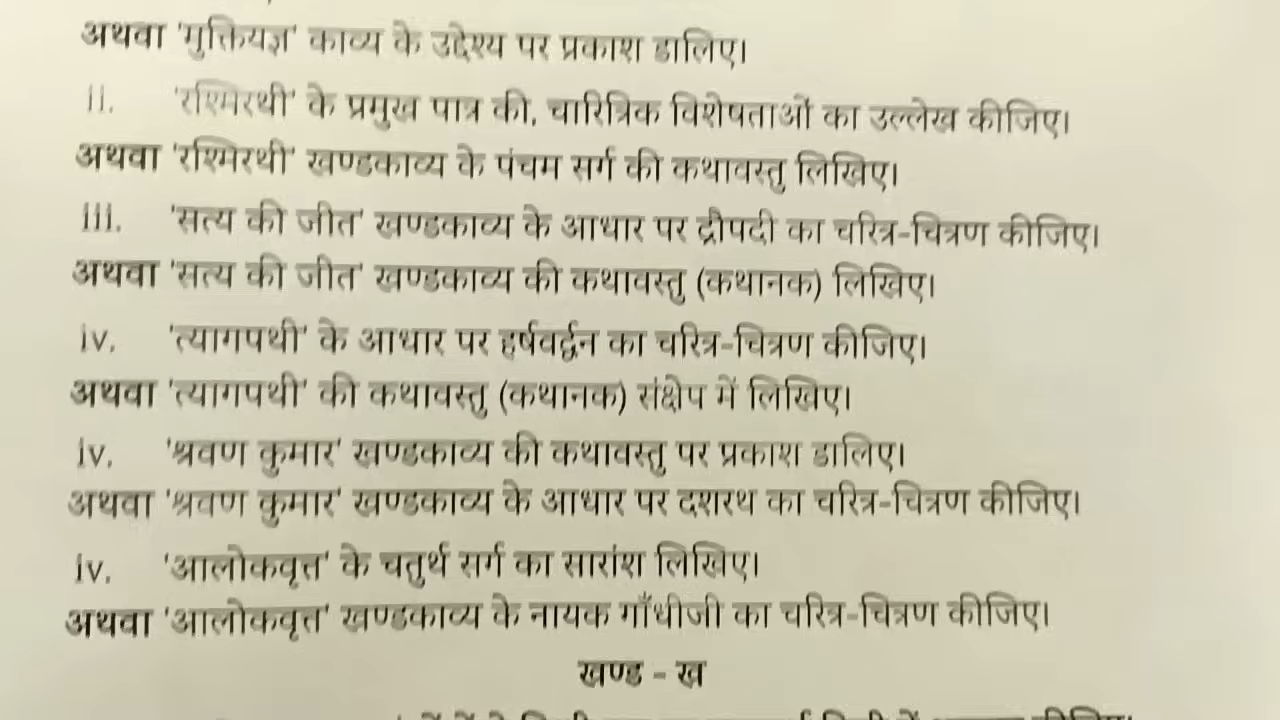 अथवा 'मुक्तियज्ञ' काव्य के उद्देश्य पर प्रकाश डालिए।
ii. 'रश्मिरथी' के प्रमुख पात्र की, चारित्रिक विशेषताओं का उल्लेख कीजिए।
अथवा 'रश्मिरथी' खण्डकाव्य के पंचम सर्ग की कथावस्तु लिखिए।
iii. 'सत्य की जीत' खण्डकाव्य के आधार पर द्रौपदी का चरित्र-चित्रण कीजिए।
अथवा 'सत्य की जीत' खण्डकाव्य की कथावस्तु (कथानक) लिखिए।
iv. 'त्यागपथी' के आधार पर हर्षवर्द्धन का चरित्र-चित्रण कीजिए।
अथवा 'त्यागपथी' की कथावस्तु (कथानक) संक्षेप में लिखिए।
iv. 'श्रवण कुमार' खण्डकाव्य की कथावस्तु पर प्रकाश डालिए।
अथवा 'श्रवण कुमार' खण्डकाव्य के आधार पर दशरथ का चरित्र-चित्रण कीजिए।
iv. 'आलोकवृत्त' के चतुर्थ सर्ग का सारांश लिखिए।
अथवा 'आलोकवृत्त' खण्डकाव्य के नायक गाँधीजी का चरित्र-चित्रण कीजिए।
खण्ड - ख